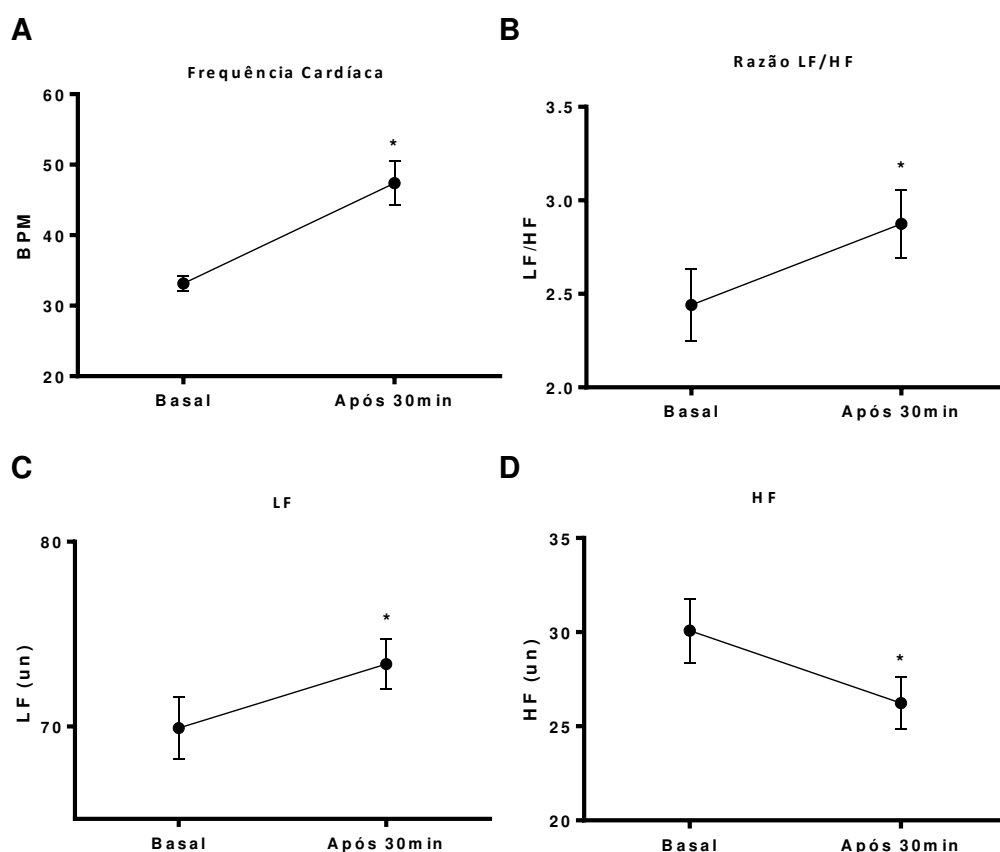 A
Frequência Cardíaca
60
50
40
30
20
BPM
*
Basal
Após 30min
B
Razão LF/HF
3.5
3.0
2.5
2.0
LF/HF
*
Basal
Após 30min
C
LF
80
70
LF (un)
*
Basal
Após 30min
D
HF
35
30
25
20
HF (un)
*
Basal
Após 30min